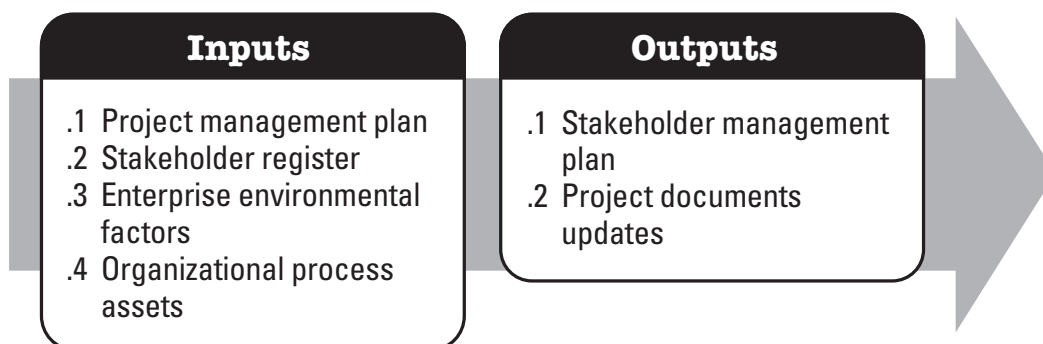 Inputs
.1 Project management plan
.2 Stakeholder register
.3 Enterprise environmental
factors
.4 Organizational process
assets
Outputs
.1 Stakeholder management
plan
.2 Project documents
updates